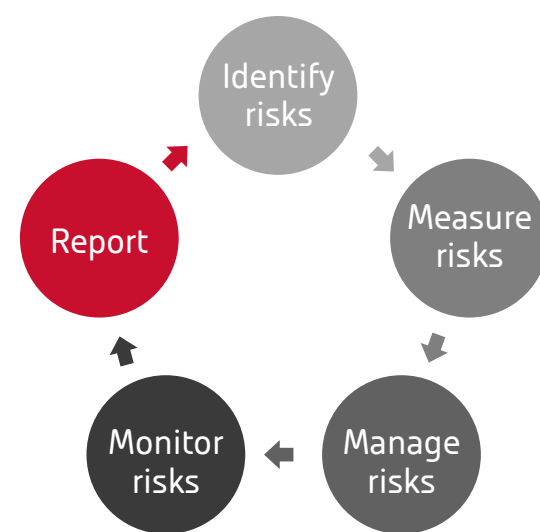 Identify
risks
Measure
risks
Manage
risks
Monitor
risks
Report